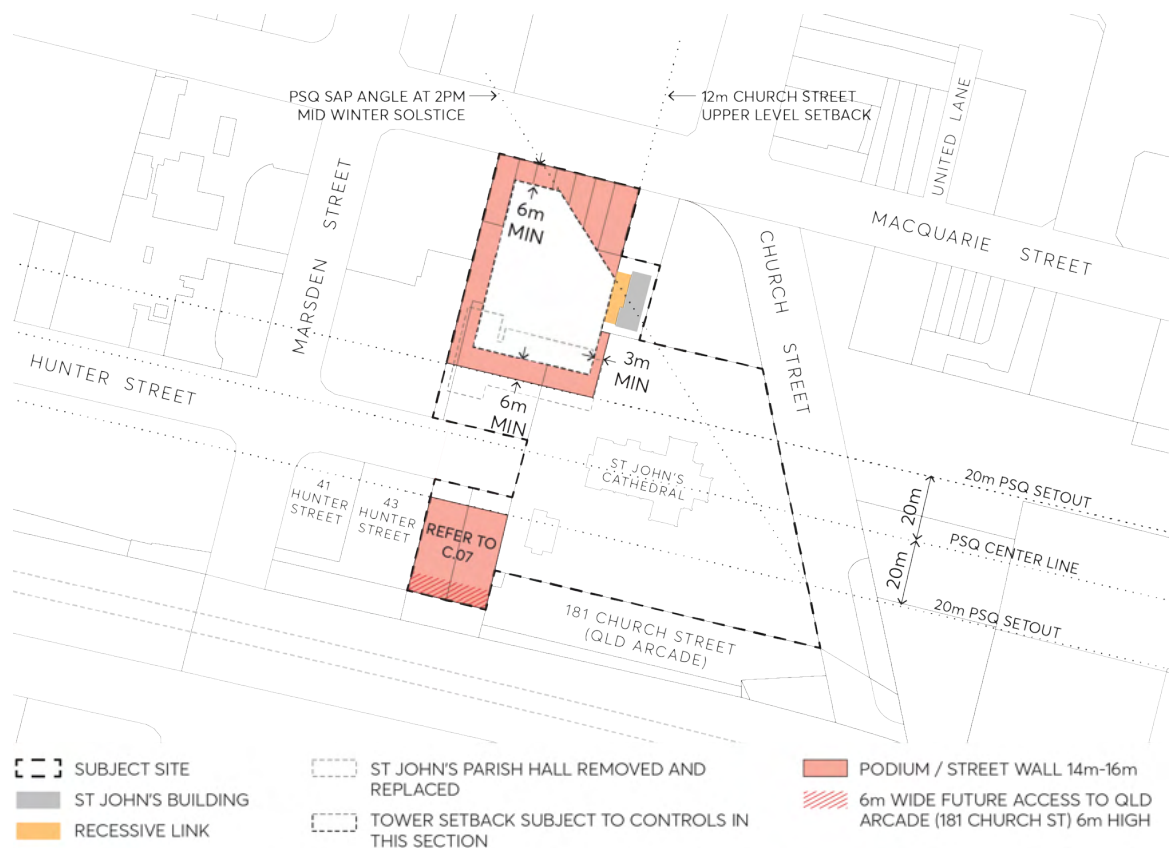 PSQ SAP ANGLE AT 2PM
MID WINTER SOLSTICE
12m CHURCH STREET
UPPER LEVEL SETBACK
UNITED LANE
MARSDEN STREET
6m
MIN
MACQUARIE STREET
CHURCH STREET
HUNTER STREET
3m
MIN
6m
MIN
ST JOHN'S
CATHEDRAL
41
HUNTER
STREET
43
HUNTER
STREET
REFER TO
C.07
20m PSQ SETOUT
20m
PSQ CENTER LINE
20m
20m PSQ SETOUT
181 CHURCH STREET
(QLD ARCADE)
SUBJECT SITE
ST JOHN'S BUILDING
RECESSIVE LINK
ST JOHN'S PARISH HALL REMOVED AND
REPLACED
TOWER SETBACK SUBJECT TO CONTROLS IN
THIS SECTION
PODIUM / STREET WALL 14m-16m
6m WIDE FUTURE ACCESS TO QLD
ARCADE (181 CHURCH ST) 6m HIGH